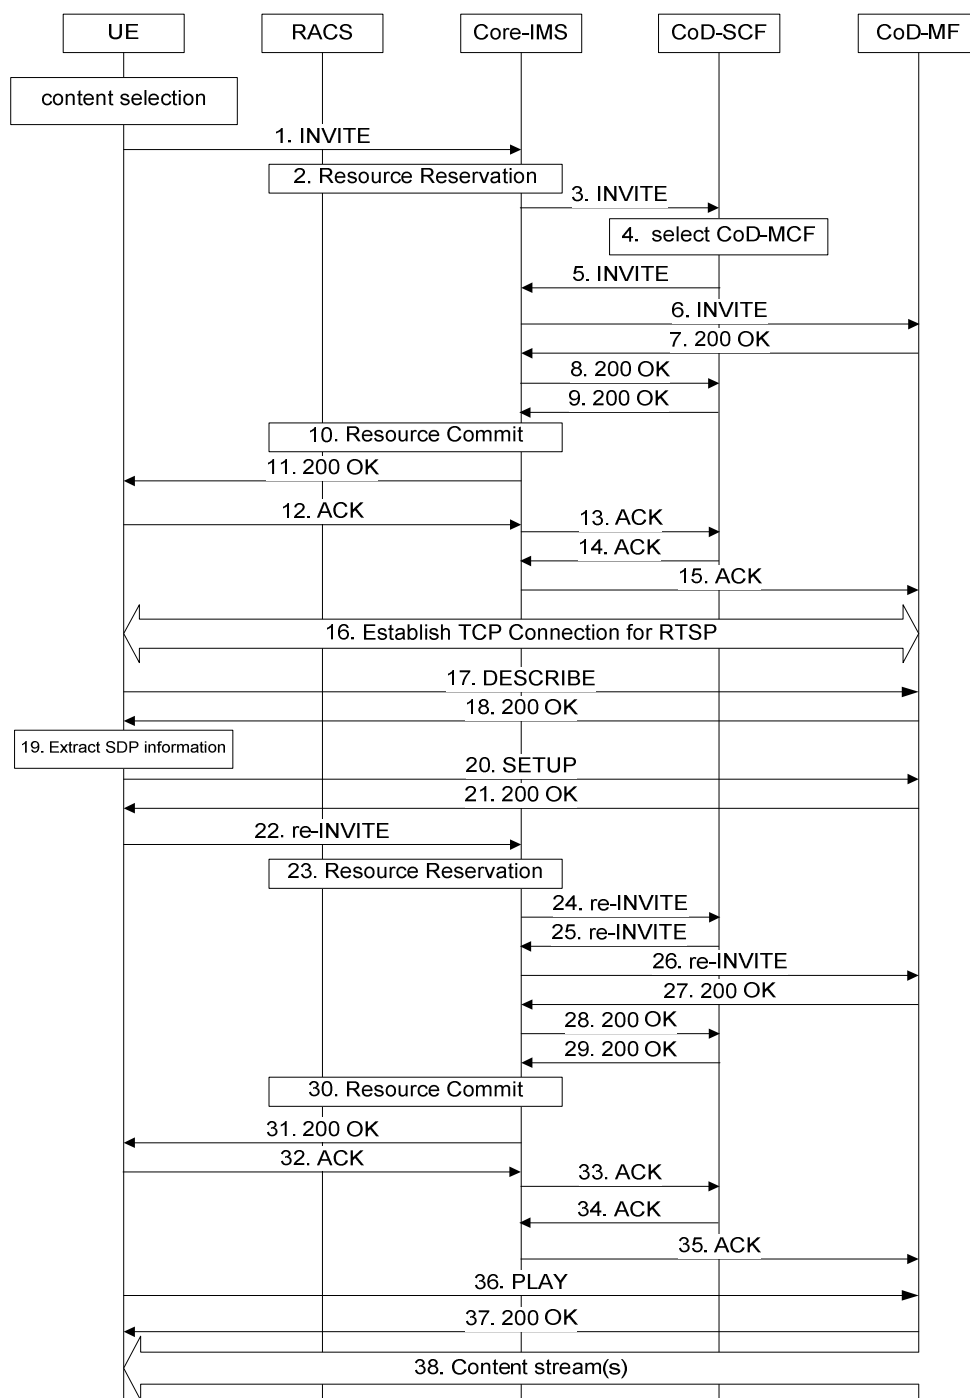 UE
RACS
Core-IMS
CoD-SCF
CoD-MF
content selection
1. INVITE
2. Resource Reservation
3. INVITE
4. select CoD-MCF
5. INVITE
6. INVITE
7. 200 OK
8. 200 OK
9. 200 OK
10. Resource Commit
11. 200 OK
12. ACK
13. ACK
14. ACK
15. ACK
16. Establish TCP Connection for RTSP
17. DESCRIBE
18. 200 OK
19. Extract SDP information
20. SETUP
21. 200 OK
22. re-INVITE
23. Resource Reservation
24. re-INVITE
25. re-INVITE
26. re-INVITE
27. 200 OK
28. 200 OK
29. 200 OK
30. Resource Commit
31. 200 OK
32. ACK
33. ACK
34. ACK
35. ACK
36. PLAY
37. 200 OK
38. Content stream(s)